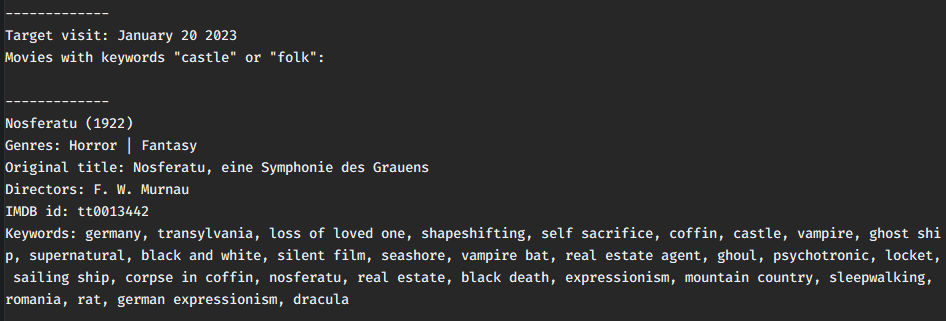 -------------
Target visit: January 20 2023
Movies with keywords "castle" or "folk":
-------------
Nosferatu (1922)
Genres: Horror | Fantasy
Original title: Nosferatu, eine Symphonie des Grauens
Directors: F. W. Murnau
IMDB id: tt0013442
Keywords: germany, transylvania, loss of loved one, shapeshifting, self sacrifice, coffin, castle, vampire, ghost shi
p, supernatural, black and white, silent film, seashore, vampire bat, real estate agent, ghoul, psychotronic, locket,
sailing ship, corpse in coffin, nosferatu, real estate, black death, expressionism, mountain country, sleepwalking,
romania, rat, german expressionism, dracula